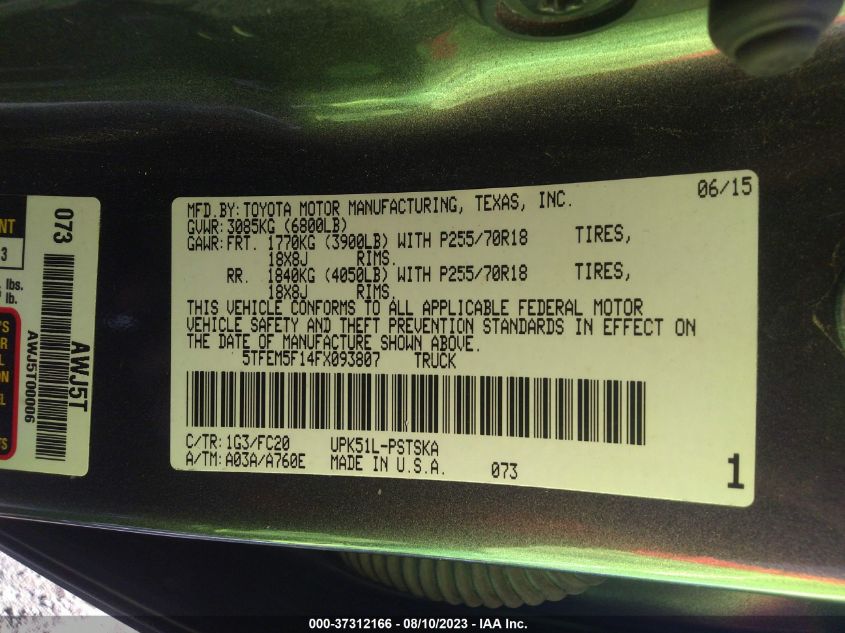 MFD.BY: TOYOTA MOTOR MANUFACTURING, TEXAS, INC. 06/15
GVWR: 3085KG (6800LB)
GAWR: FRT. 1770KG (3900LB) WITH P255/70R18 TIRES,
18X8J RIMS.
RR. 1840KG (4050LB) WITH P255/70R18 TIRES,
18X8J RIMS.
THIS VEHICLE CONFORMS TO ALL APPLICABLE FEDERAL MOTOR
VEHICLE SAFETY AND THEFT PREVENTION STANDARDS IN EFFECT ON
THE DATE OF MANUFACTURE SHOWN ABOVE.
5TFEM5F14FX093807 TRUCK
C/TR: 1G3/FC20 UPK51L-PSTSKA
A/TM: A03A/A760E MADE IN U.S.A. 073
1
073
AWJ5T
AWJ5T00006
NT
3
lbs.
lb.
000-37312166 - 08/10/2023 - IAA Inc.